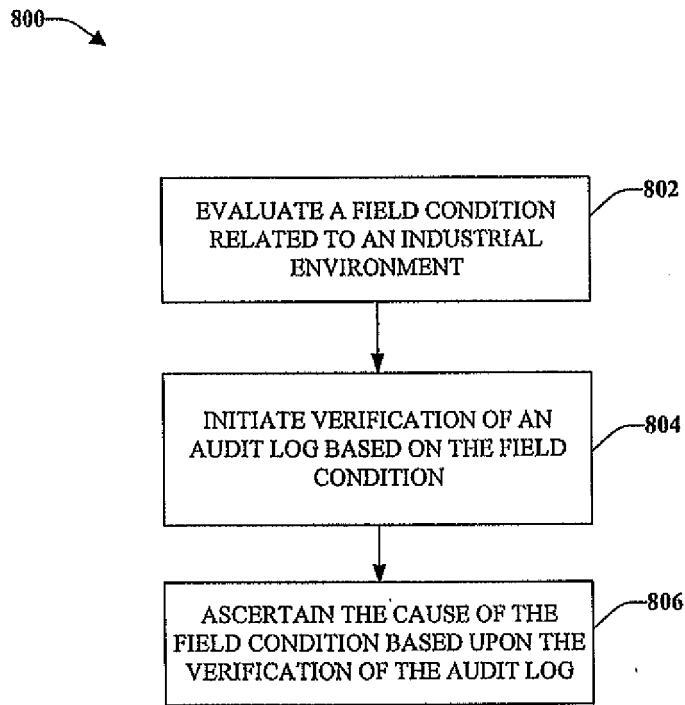 800
802
EVALUATE A FIELD CONDITION
RELATED TO AN INDUSTRIAL
ENVIRONMENT
804
INITIATE VERIFICATION OF AN
AUDIT LOG BASED ON THE FIELD
CONDITION
806
ASCERTAIN THE CAUSE OF THE
FIELD CONDITION BASED UPON THE
VERIFICATION OF THE AUDIT LOG